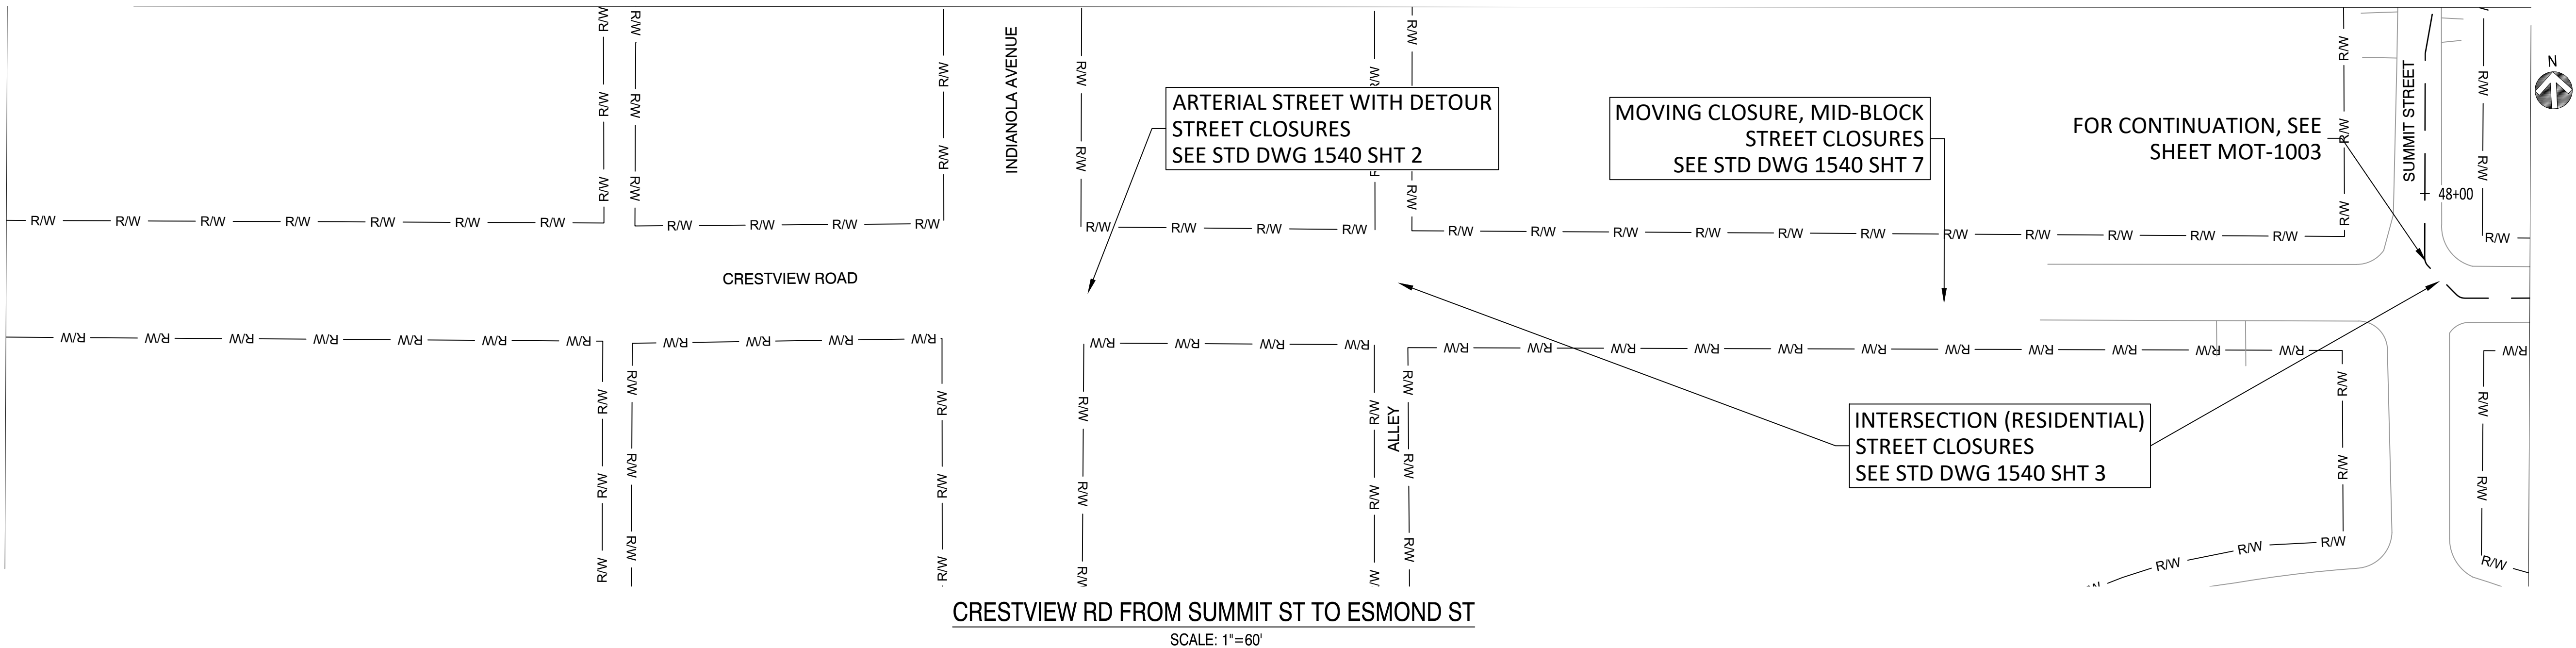 N
INDIANOLA AVENUE
ARTERIAL STREET WITH DETOUR
STREET CLOSURES
SEE STD DWG 1540 SHT 2
MOVING CLOSURE, MID-BLOCK
STREET CLOSURES
SEE STD DWG 1540 SHT 7
FOR CONTINUATION, SEE
SHEET MOT-1003
SUMMIT STREET
48+00
R/W R/W R/W R/W R/W R/W R/W
R/W R/W R/W R/W
R/W R/W R/W R/W
R/W R/W R/W R/W R/W R/W R/W R/W R/W R/W R/W
R/W
CRESTVIEW ROAD
R/W R/W R/W R/W R/W R/W R/W
R/W R/W R/W R/W
R/W R/W R/W R/W
R/W R/W R/W R/W R/W R/W R/W R/W R/W R/W R/W
R/W
ALLEY
INTERSECTION (RESIDENTIAL)
STREET CLOSURES
SEE STD DWG 1540 SHT 3
R/W R/W R/W
R/W
CRESTVIEW RD FROM SUMMIT ST TO ESMOND ST
SCALE: 1"=60'